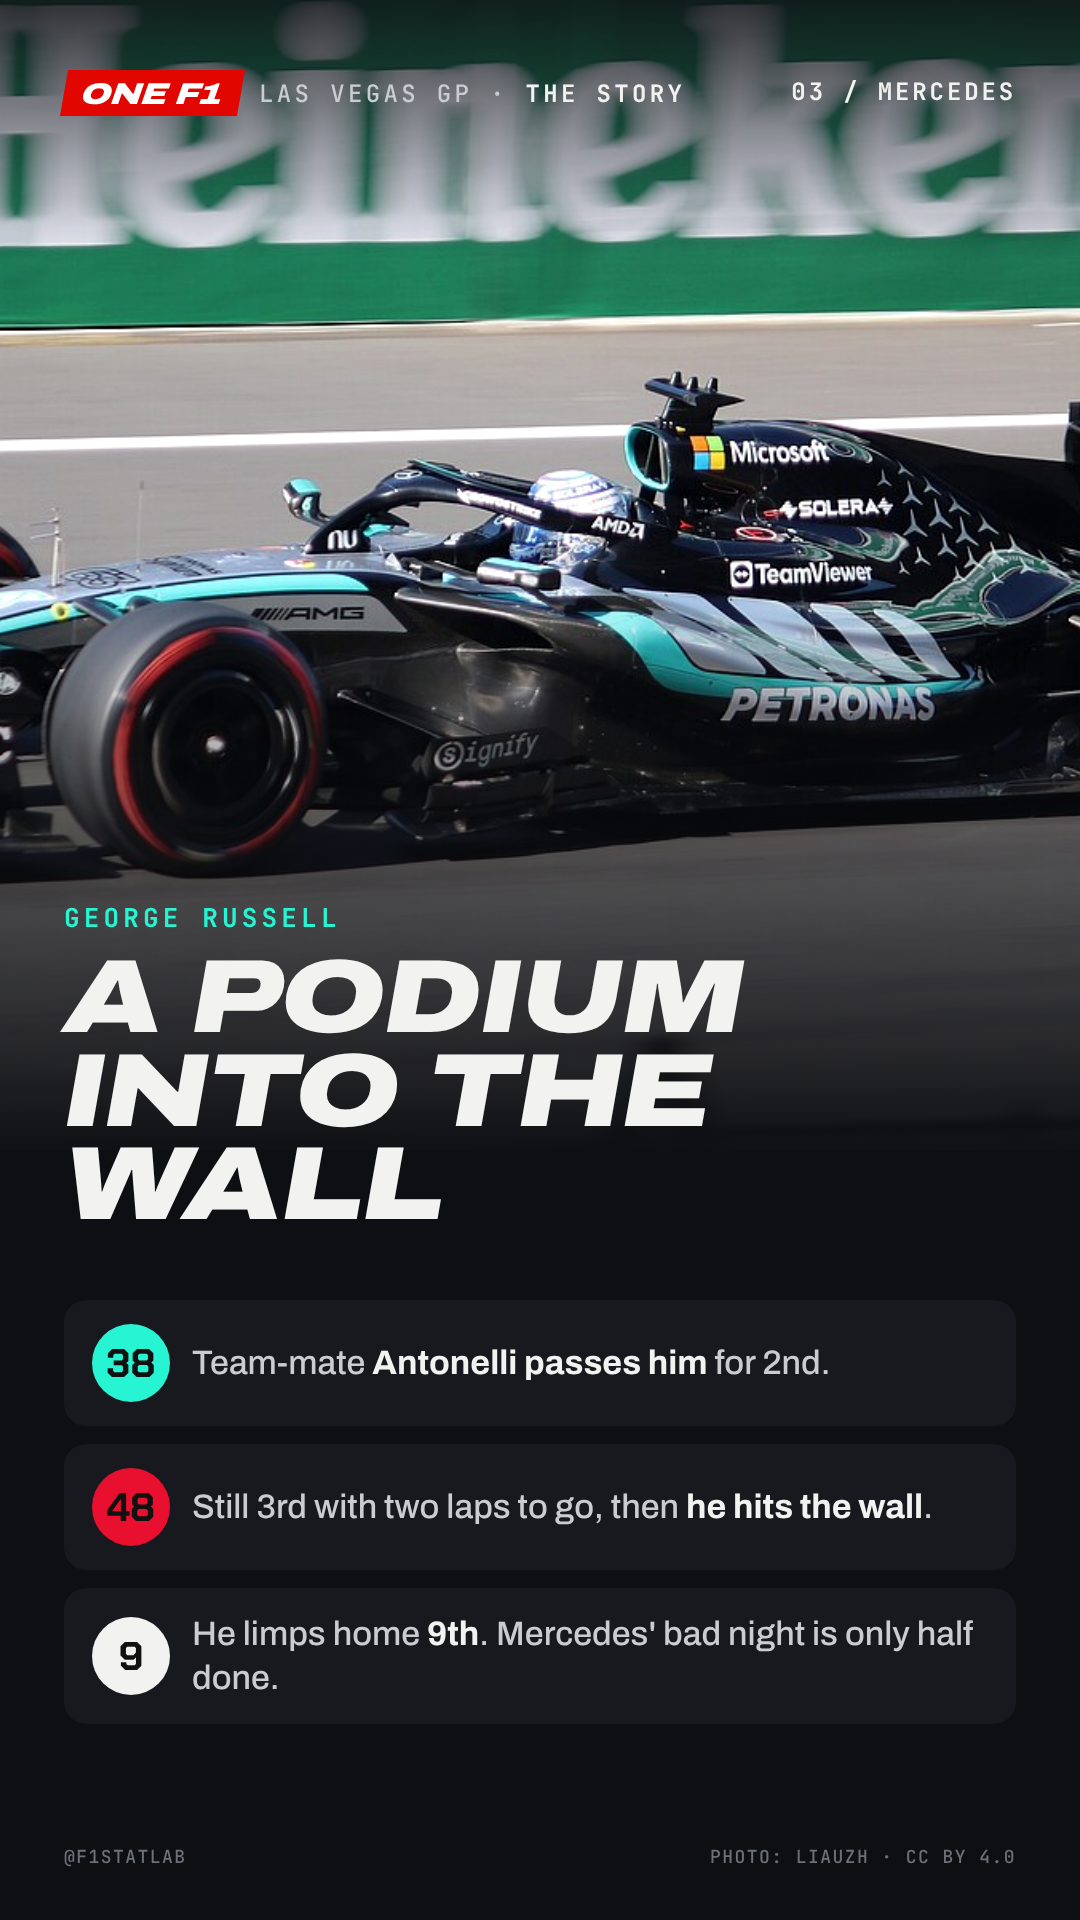 Heineken
ONE F1 LAS VEGAS GP · THE STORY 03 / MERCEDES
Microsoft
SOLERA
CROWDSTRIKE
AMD
nu
TeamViewer
AMG
PETRONAS
Signify
GEORGE RUSSELL
A PODIUM
INTO THE
WALL
38 Team-mate Antonelli passes him for 2nd.
48 Still 3rd with two laps to go, then he hits the wall.
9 He limps home 9th. Mercedes' bad night is only half
done.
@F1STATLAB PHOTO: LIAUZH · CC BY 4.0